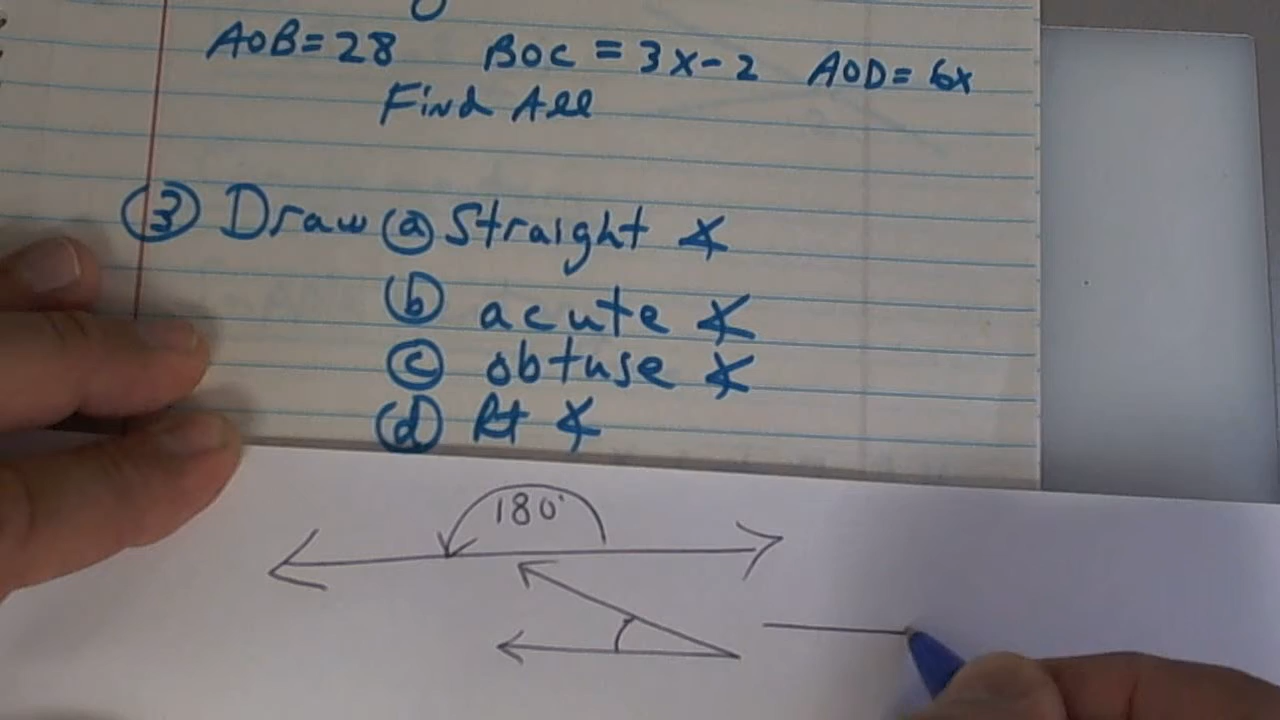 AOB = 28 BOC = 3x - 2 AOD = 6x
Find All
③ Draw ⓐ Straight ∡
ⓑ acute ∡
ⓒ obtuse ∡
ⓓ Rt ∡
180°